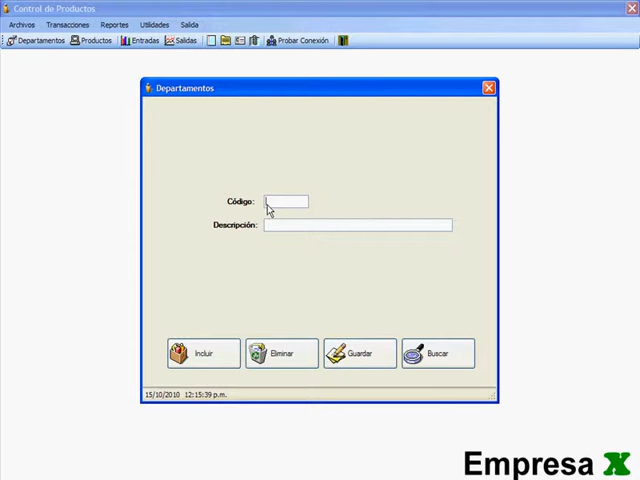 Control de Productos
Archivos Transacciones Reportes Utilidades Salida
Departamentos Productos Entradas Salidas Probar Conexión
Departamentos
Código:
Descripción:
Incluir Eliminar Guardar Buscar
15/10/2010 12:15:39 p.m.
Empresa X